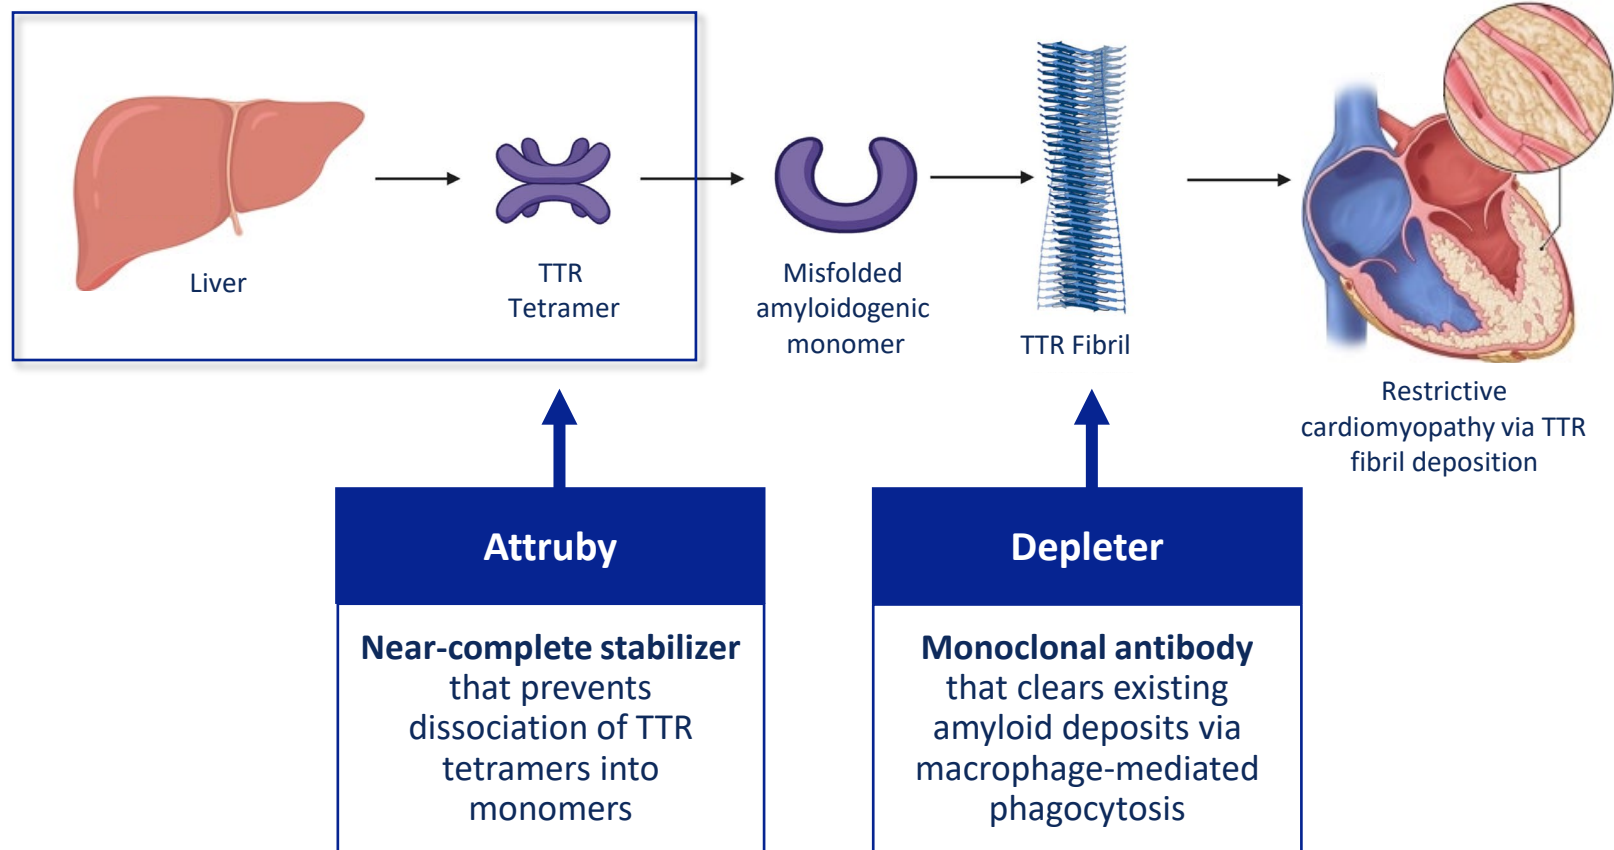 Liver
TTR
Tetramer
Misfolded
amyloidogenic
monomer
TTR Fibril
Restrictive
cardiomyopathy via TTR
fibril deposition
Attruby
Near-complete stabilizer
that prevents
dissociation of TTR
tetramers into
monomers
Depleter
Monoclonal antibody
that clears existing
amyloid deposits via
macrophage-mediated
phagocytosis